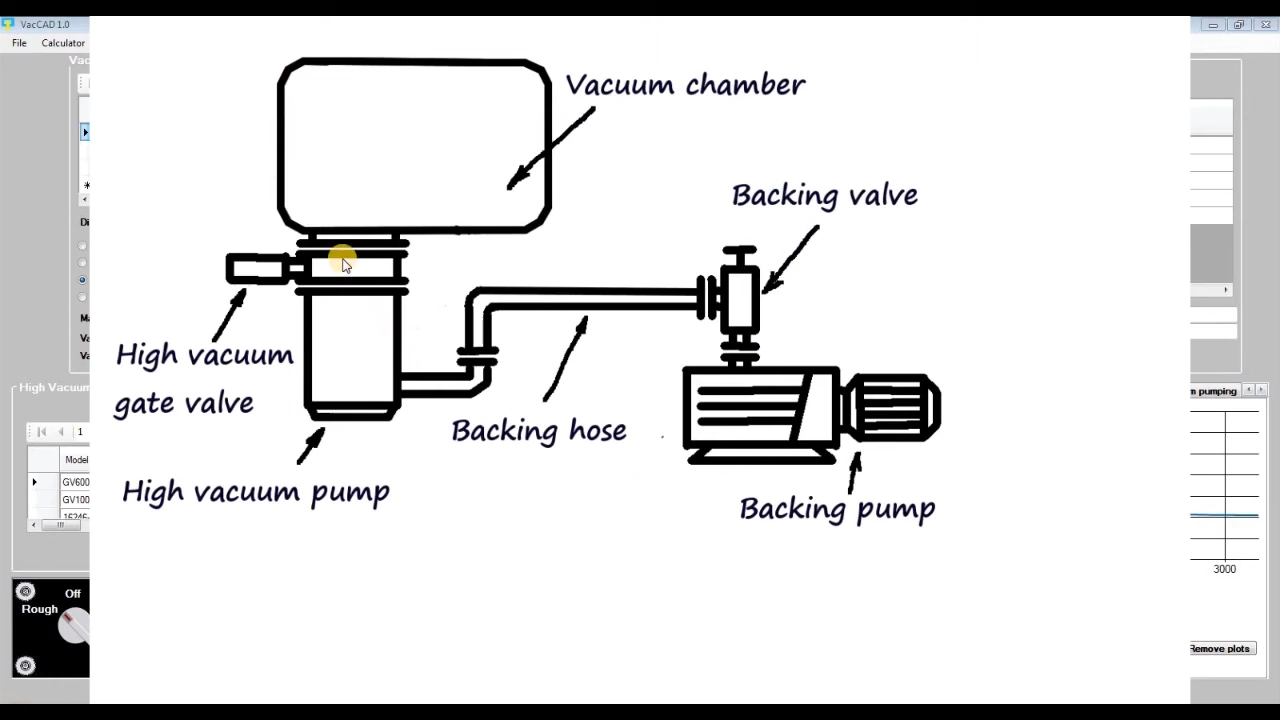 VacCAD 1.0
File Calculator
Vacuum chamber
Backing valve
High vacuum
gate valve
Backing hose
High vacuum pump
Backing pump
High Vacuum
1
Model
GV600
GV100
Off
Rough
m pumping
3000
Remove plots